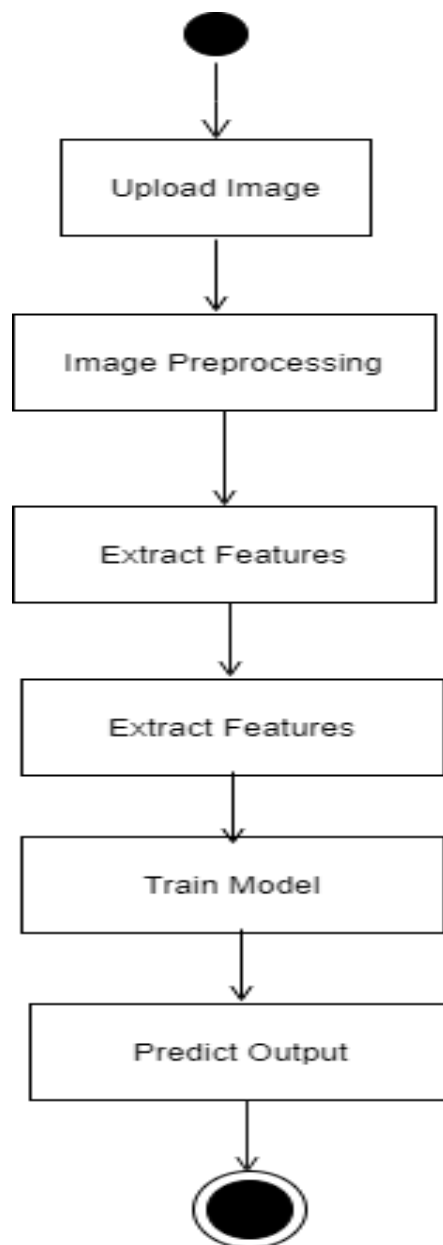 Upload Image
Image Preprocessing
Extract Features
Extract Features
Train Model
Predict Output